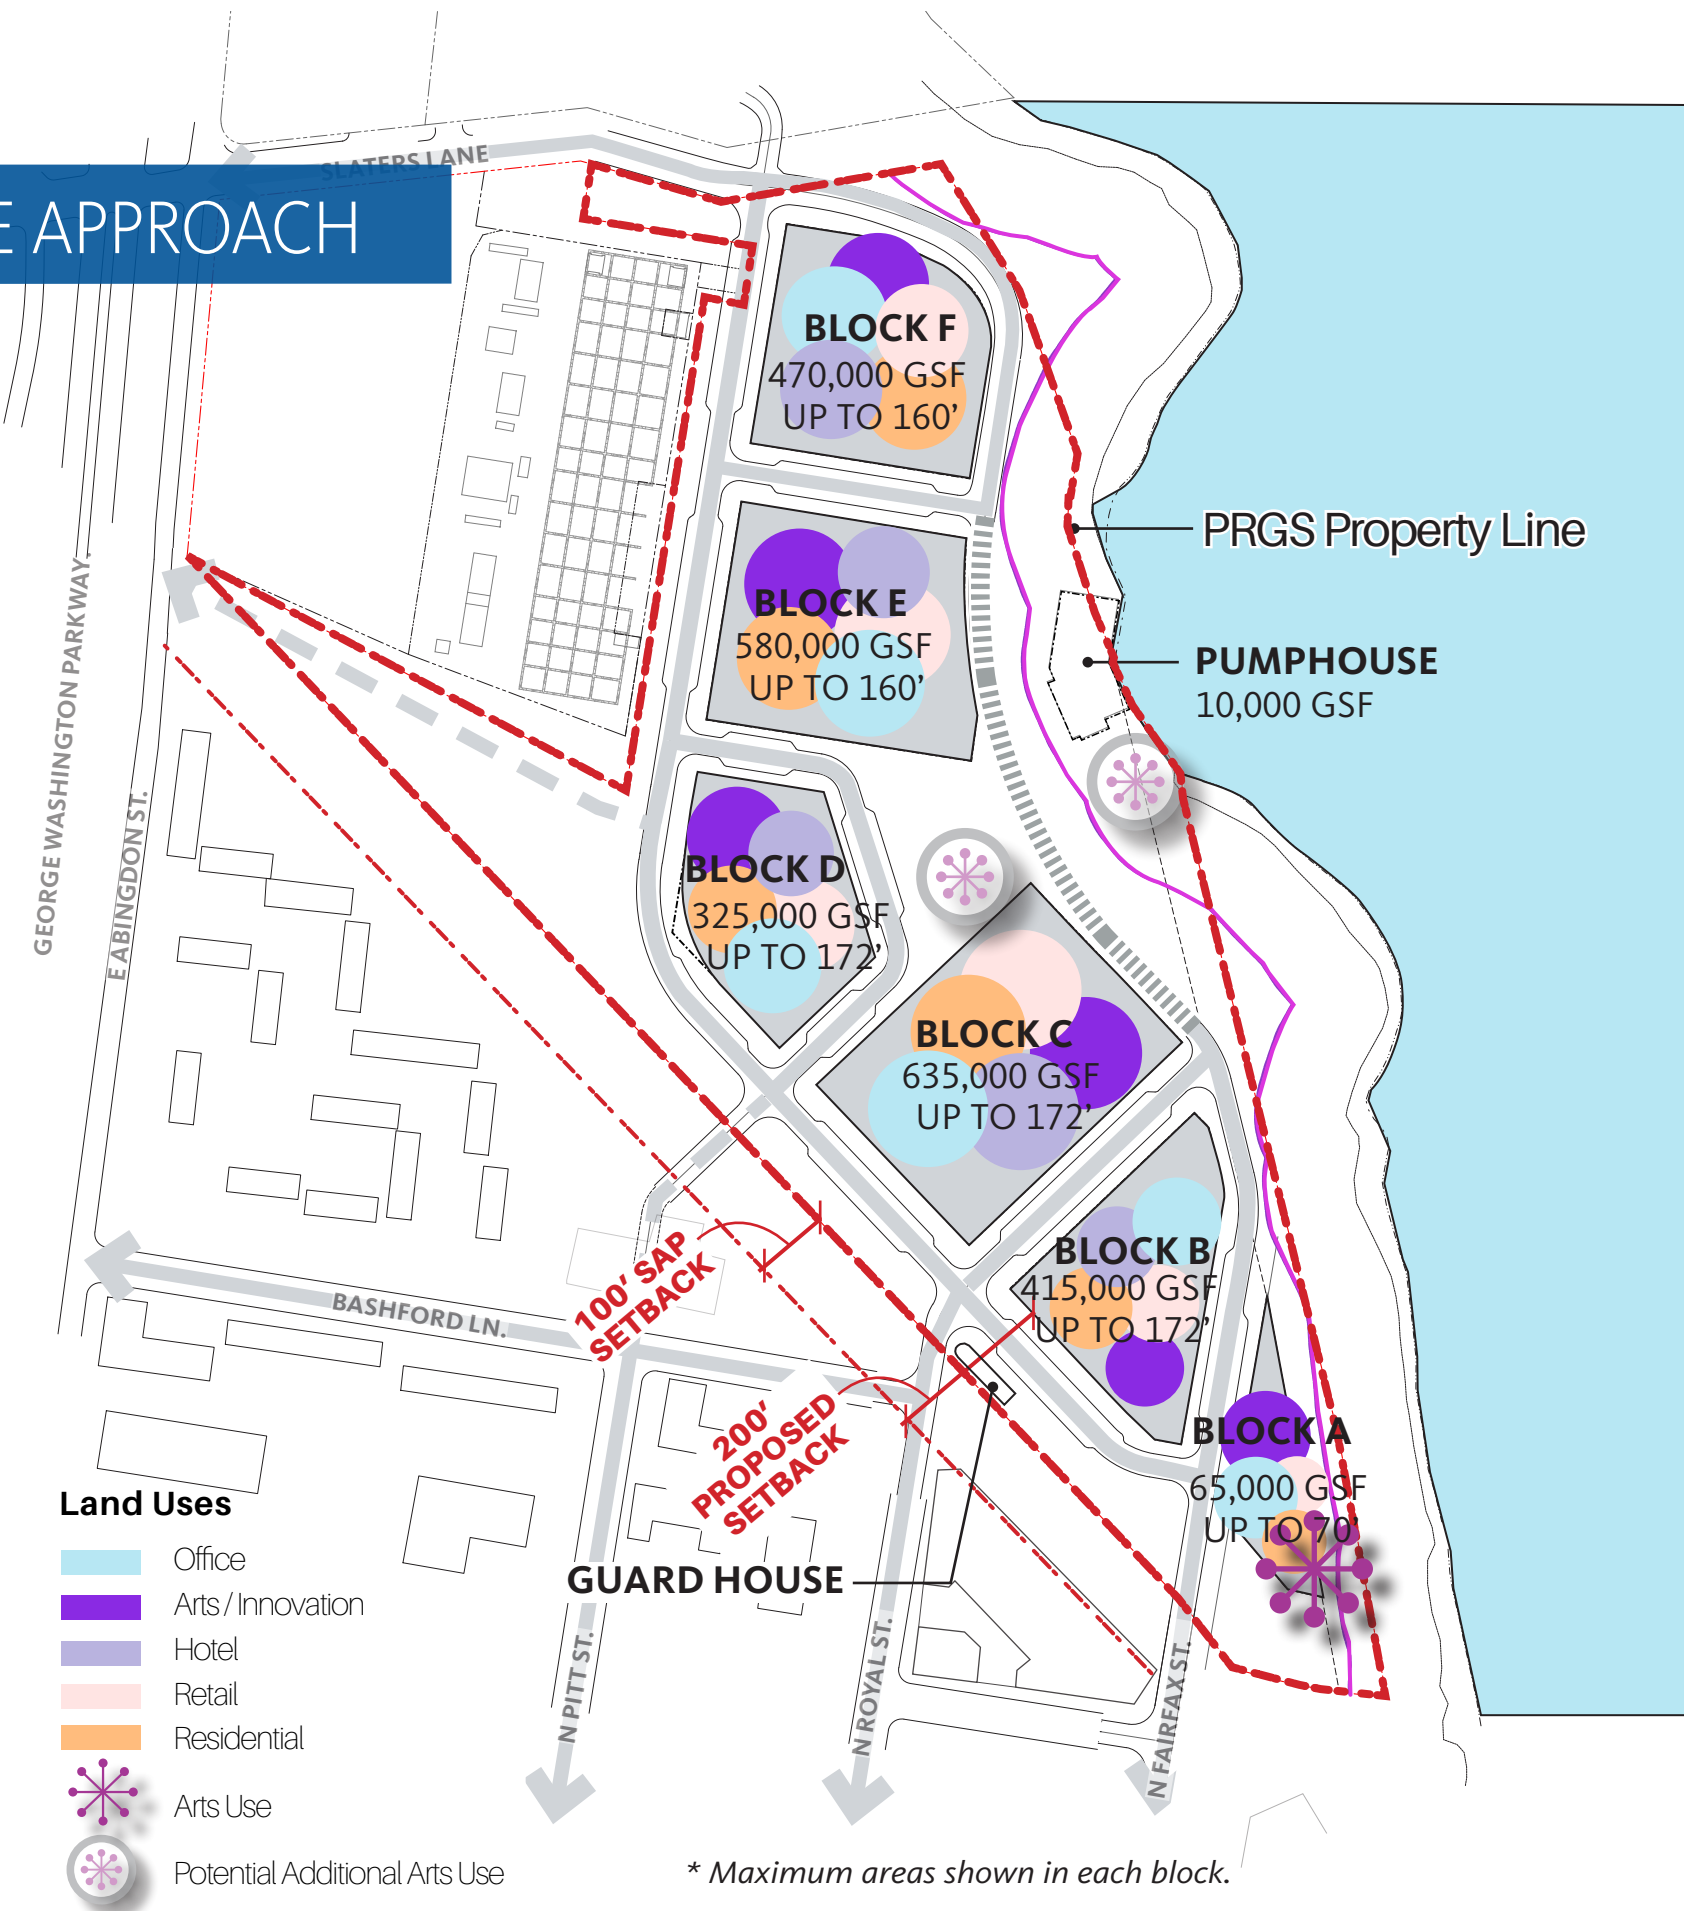 SLATERS LANE
E APPROACH
BLOCK F
470,000 GSF
UP TO 160’
PRGS Property Line
BLOCK E
580,000 GSF
UP TO 160’
PUMPHOUSE
10,000 GSF
GEORGE WASHINGTON PARKWAY.
E ABINGDON ST.
BLOCK D
325,000 GSF
UP TO 172’
BLOCK C
635,000 GSF
UP TO 172’
BLOCK B
415,000 GSF
UP TO 172’
100’ SAP
SETBACK
BASHFORD LN.
200’
PROPOSED
SETBACK
BLOCK A
65,000 GSF
UP TO 70’
GUARD HOUSE
N PITT ST.
N ROYAL ST.
N FAIRFAX ST.
Land Uses
Office
Arts / Innovation
Hotel
Retail
Residential
Arts Use
Potential Additional Arts Use
* Maximum areas shown in each block.